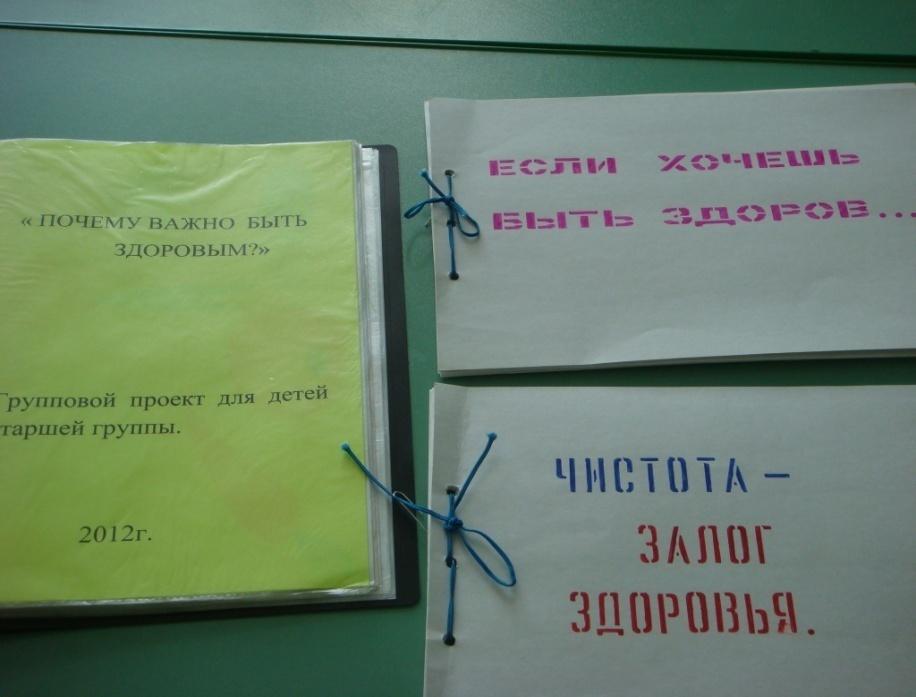 « ПОЧЕМУ ВАЖНО БЫТЬ
ЗДОРОВЫМ?»
Групповой проект для детей
таршей группы.
2012г.
ЕСЛИ ХОЧЕШЬ
БЫТЬ ЗДОРОВ...
ЧИСТОТА –
ЗАЛОГ
ЗДОРОВЬЯ.